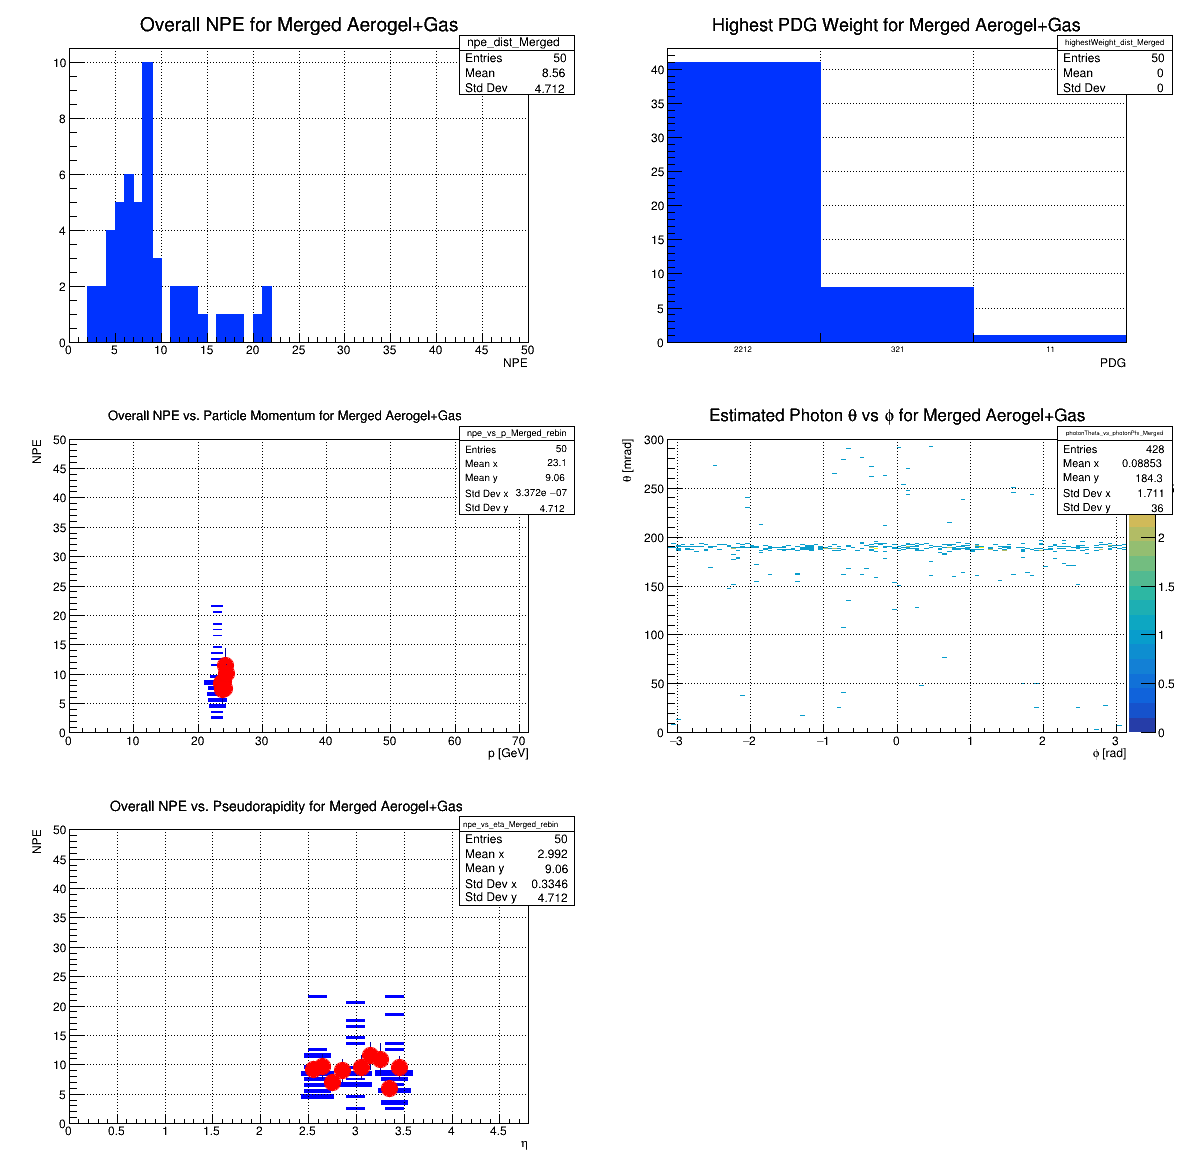 Overall NPE for Merged Aerogel+Gas
npe_dist_Merged
Entries 50
Mean 8.56
Std Dev 4.712
10
8
6
4
2
0
0 5 10 15 20 25 30 35 40 45 50
NPE
Highest PDG Weight for Merged Aerogel+Gas
highestWeight_dist_Merged
Entries 50
Mean 0
Std Dev 0
40
35
30
25
20
15
10
5
0
2212 321 11
PDG
Overall NPE vs. Particle Momentum for Merged Aerogel+Gas
npe_vs_p_Merged_rebin
Entries 50
Mean x 23.1
Mean y 9.06
Std Dev x 3.372e −07
Std Dev y 4.712
NPE
50
45
40
35
30
25
20
15
10
5
0
0 10 20 30 40 50 60 70
p [GeV]
Estimated Photon θ vs ϕ for Merged Aerogel+Gas
photonTheta_vs_photonPhi_Merged
Entries 428
Mean x 0.08853
Mean y 184.3
Std Dev x 1.711
Std Dev y 36
θ [mrad]
300
250
200
150
100
50
0
−3 −2 −1 0 1 2 3
ϕ [rad]
2
1.5
1
0.5
0
Overall NPE vs. Pseudorapidity for Merged Aerogel+Gas
npe_vs_eta_Merged_rebin
Entries 50
Mean x 2.992
Mean y 9.06
Std Dev x 0.3346
Std Dev y 4.712
NPE
50
45
40
35
30
25
20
15
10
5
0
0 0.5 1 1.5 2 2.5 3 3.5 4 4.5
η